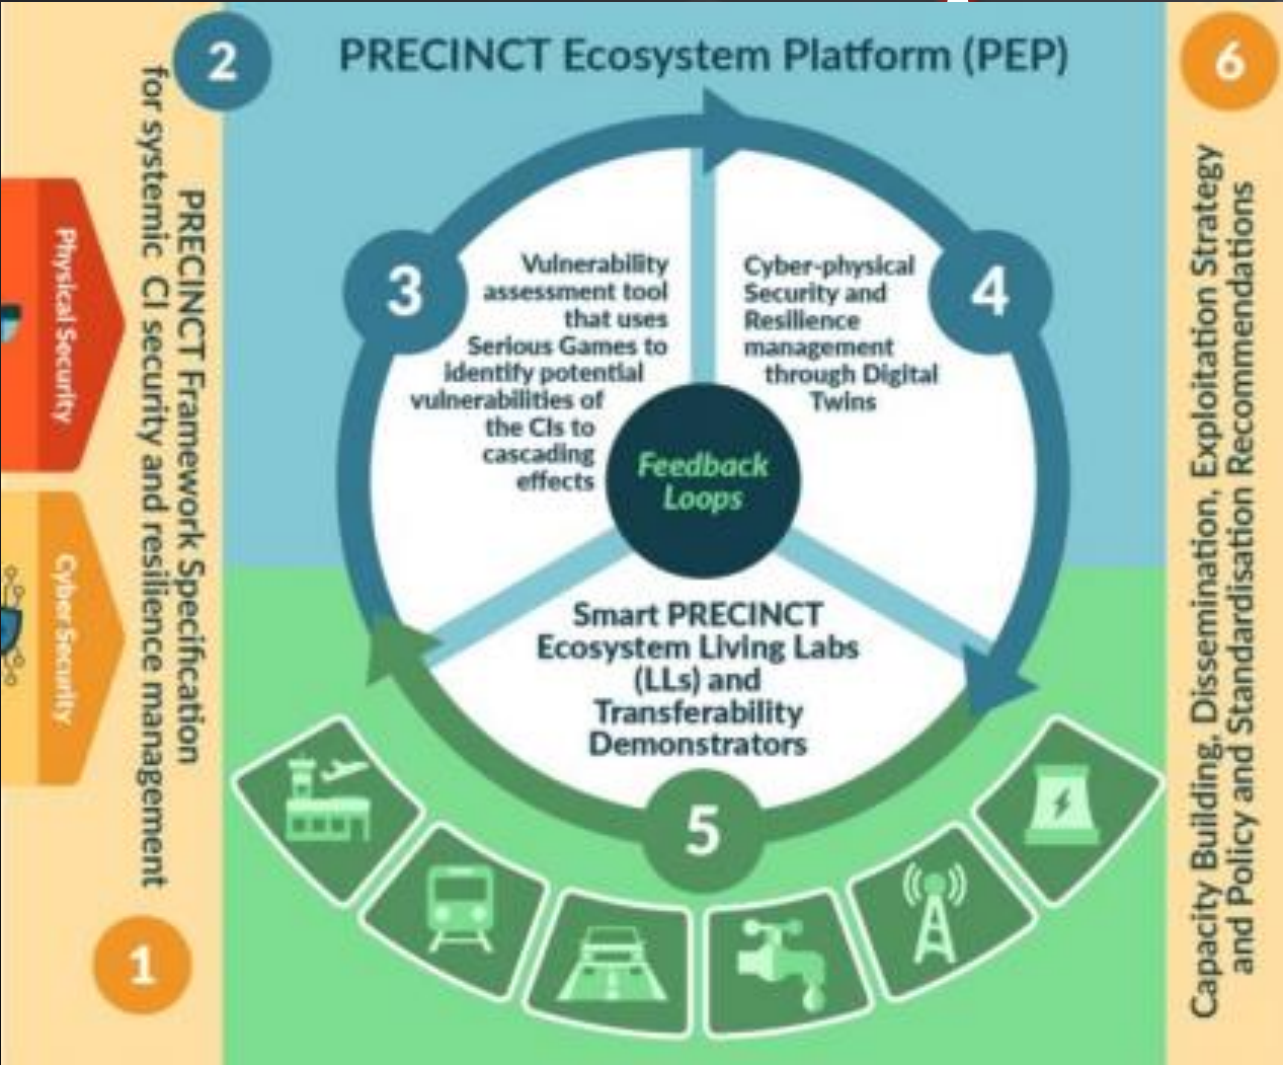 2
PRECINCT Ecosystem Platform (PEP)
6
Physical Security
Cyber Security
PRECINCT Framework Specification
for systemic CI security and resilience management
1
3
Vulnerability
assessment tool
that uses
Serious Games to
identify potential
vulnerabilities of
the CIs to
cascading
effects
4
Cyber-physical
Security and
Resilience
management
through Digital
Twins
Feedback
Loops
Smart PRECINCT
Ecosystem Living Labs
(LLs) and
Transferability
Demonstrators
5
Capacity Building, Dissemination, Exploitation Strategy
and Policy and Standardisation Recommendations